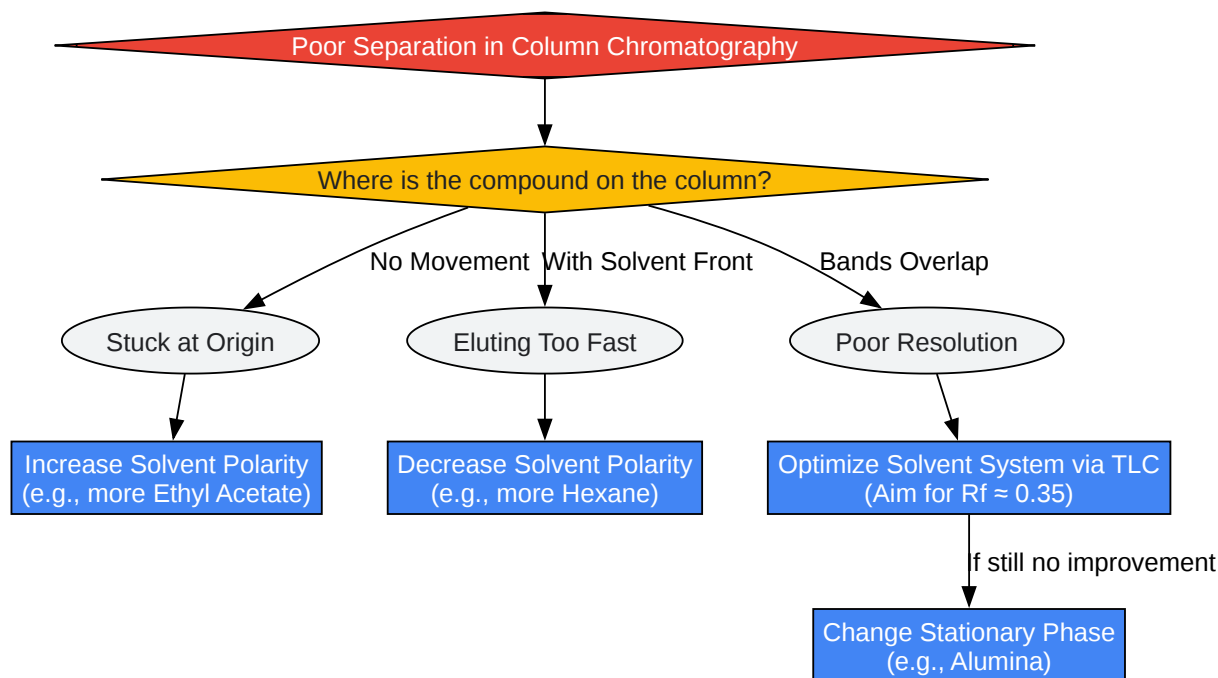 Poor Separation in Column Chromatography
Where is the compound on the column?
No Movement
With Solvent Front
Bands Overlap
Stuck at Origin
Eluting Too Fast
Poor Resolution
Increase Solvent Polarity
(e.g., more Ethyl Acetate)
Decrease Solvent Polarity
(e.g., more Hexane)
Optimize Solvent System via TLC
(Aim for Rf ≈ 0.35)
If still no improvement
Change Stationary Phase
(e.g., Alumina)